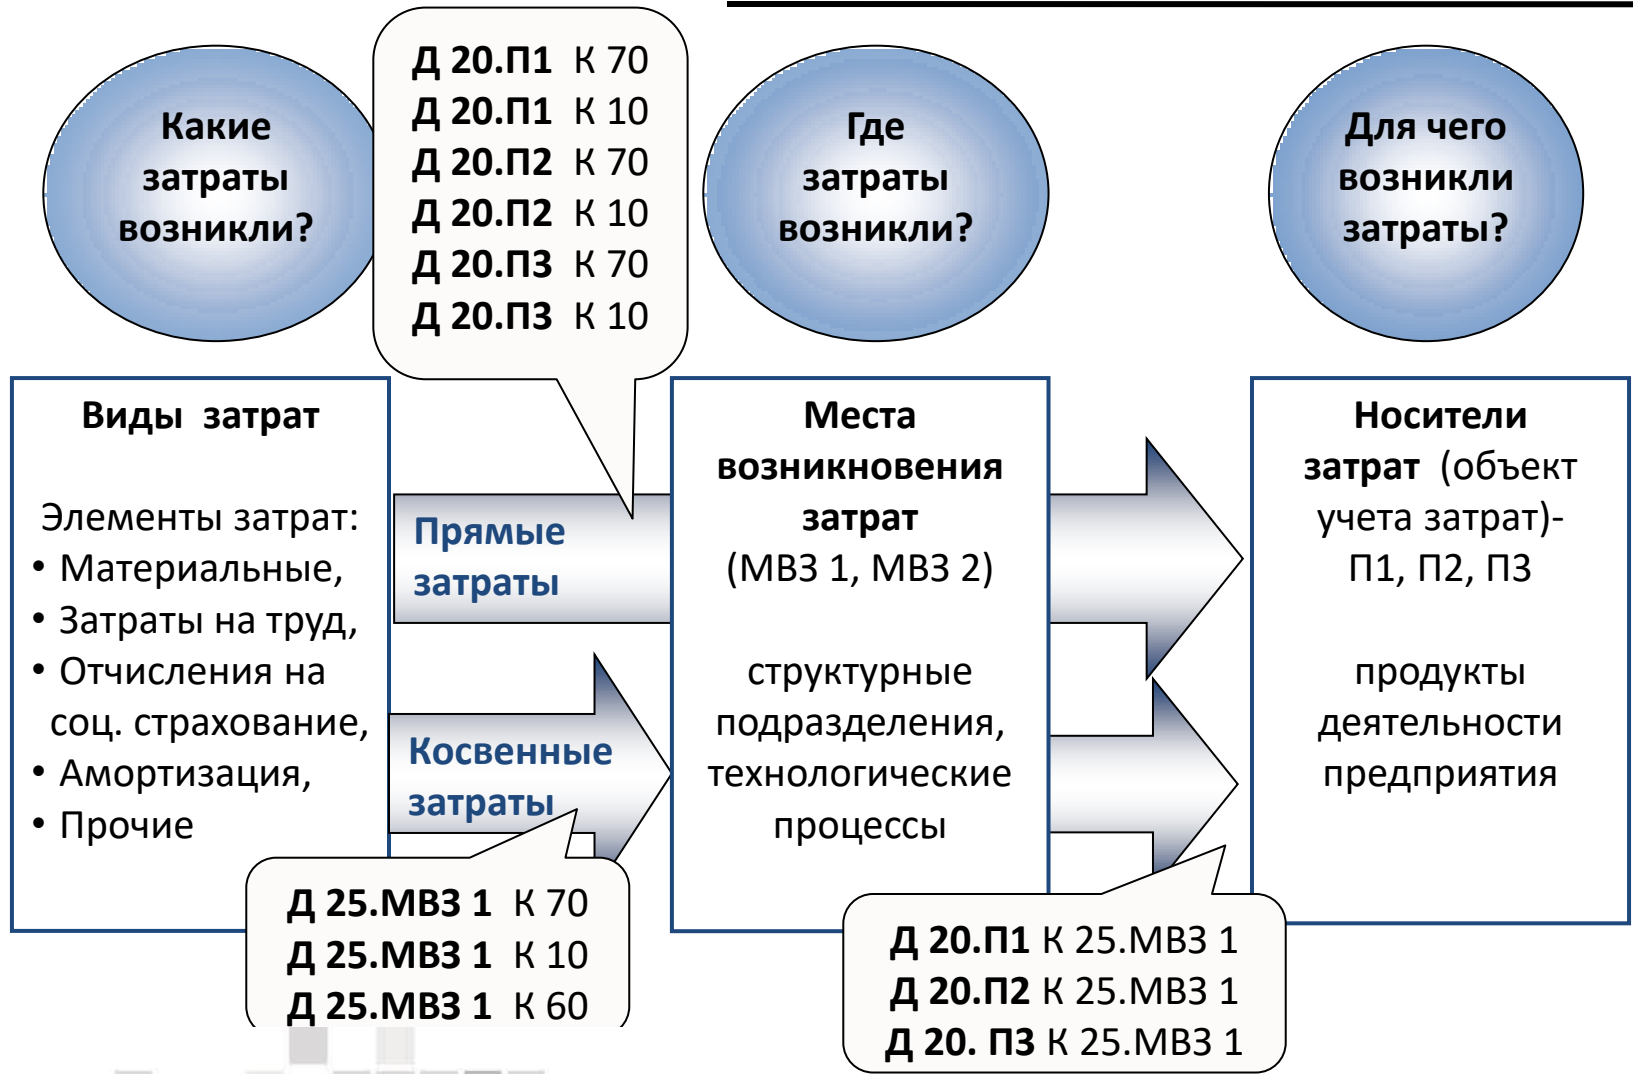 Какие
затраты
возникли?
Д 20.П1 К 70
Д 20.П1 К 10
Д 20.П2 К 70
Д 20.П2 К 10
Д 20.П3 К 70
Д 20.П3 К 10
Где
затраты
возникли?
Для чего
возникли
затраты?
Виды затрат
Элементы затрат:
• Материальные,
• Затраты на труд,
• Отчисления на
соц. страхование,
• Амортизация,
• Прочие
Прямые
затраты
Косвенные
затраты
Д 25.МВЗ 1 К 70
Д 25.МВЗ 1 К 10
Д 25.МВЗ 1 К 60
Места
возникновения
затрат
(МВЗ 1, МВЗ 2)
структурные
подразделения,
технологические
процессы
Д 20.П1 К 25.МВЗ 1
Д 20.П2 К 25.МВЗ 1
Д 20. П3 К 25.МВЗ 1
Носители
затрат (объект
учета затрат)-
П1, П2, П3
продукты
деятельности
предприятия